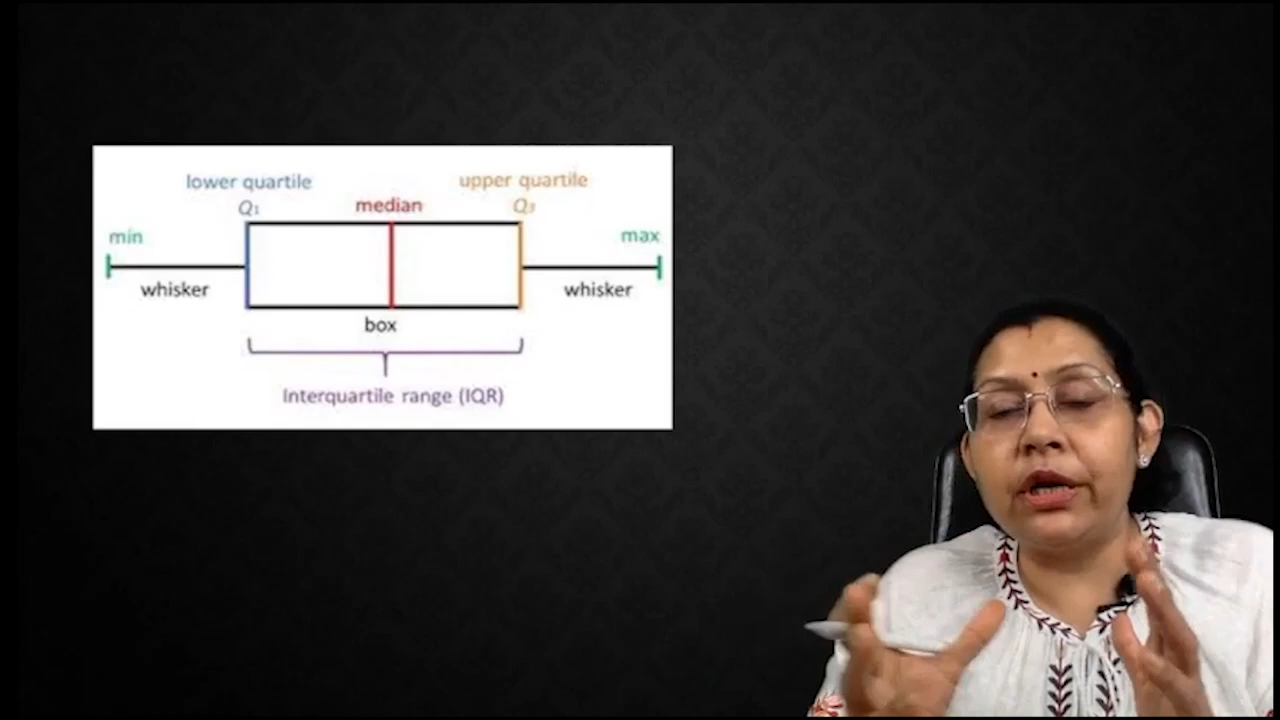 lower quartile
Q₁
median
upper quartile
Q₃
min
max
whisker
whisker
box
Interquartile range (IQR)